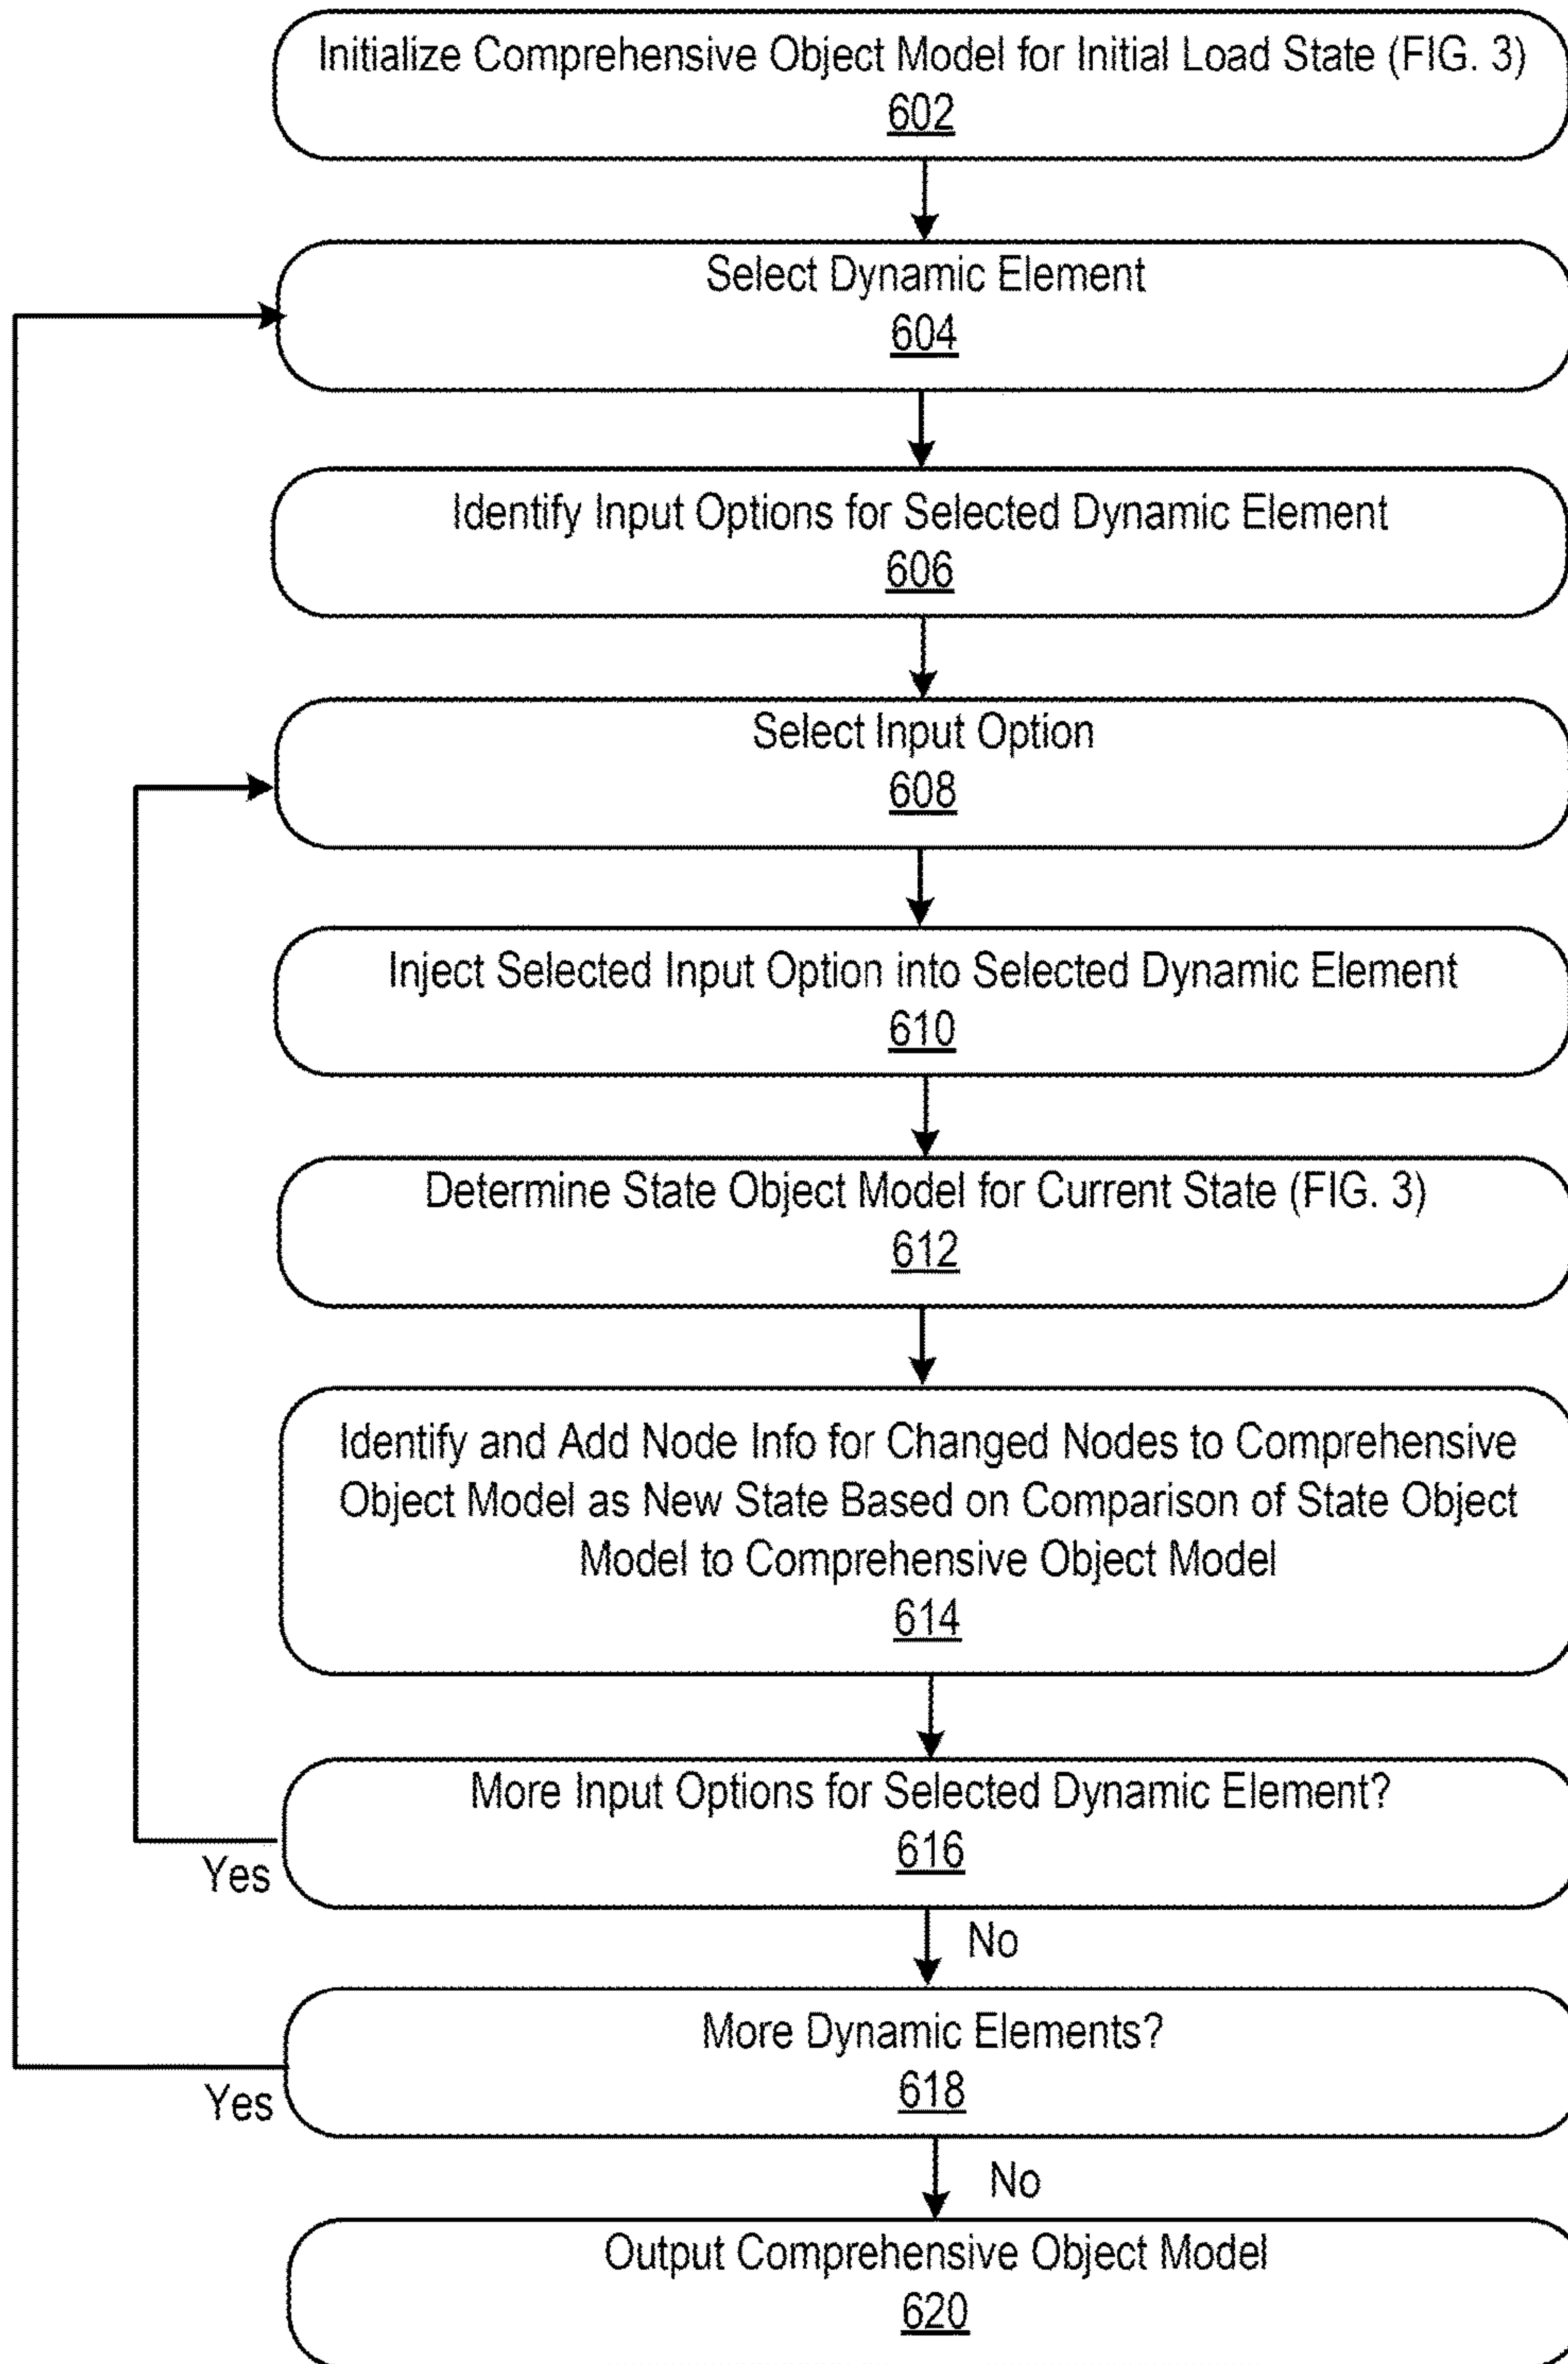 Initialize Comprehensive Object Model for Initial Load State (FIG. 3)
602
Select Dynamic Element
604
Identify Input Options for Selected Dynamic Element
606
Select Input Option
608
Inject Selected Input Option into Selected Dynamic Element
610
Determine State Object Model for Current State (FIG. 3)
612
Identify and Add Node Info for Changed Nodes to Comprehensive
Object Model as New State Based on Comparison of State Object
Model to Comprehensive Object Model
614
More Input Options for Selected Dynamic Element?
616
Yes
No
More Dynamic Elements?
618
Yes
No
Output Comprehensive Object Model
620